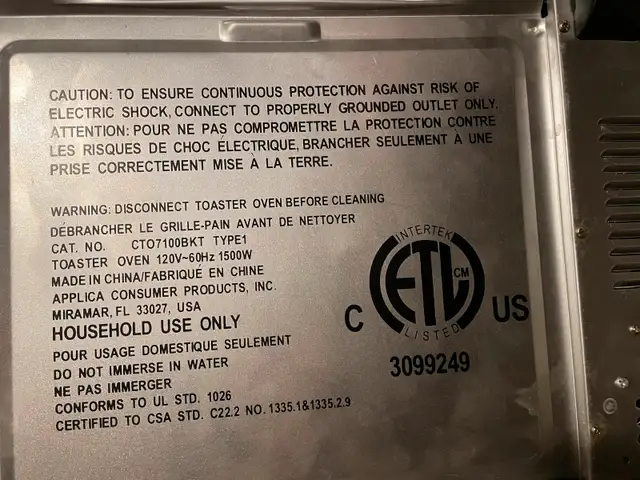 CAUTION: TO ENSURE CONTINUOUS PROTECTION AGAINST RISK OF
ELECTRIC SHOCK, CONNECT TO PROPERLY GROUNDED OUTLET ONLY.
ATTENTION: POUR NE PAS COMPROMETTRE LA PROTECTION CONTRE
LES RISQUES DE CHOC ÉLECTRIQUE, BRANCHER SEULEMENT À UNE
PRISE CORRECTEMENT MISE À LA TERRE.
WARNING: DISCONNECT TOASTER OVEN BEFORE CLEANING
DÉBRANCHER LE GRILLE-PAIN AVANT DE NETTOYER
CAT. NO. CTO7100BKT TYPE1
TOASTER OVEN 120V~60Hz 1500W
MADE IN CHINA/FABRIQUÉ EN CHINE
APPLICA CONSUMER PRODUCTS, INC.
MIRAMAR, FL 33027, USA
HOUSEHOLD USE ONLY
POUR USAGE DOMESTIQUE SEULEMENT
DO NOT IMMERSE IN WATER
NE PAS IMMERGER
CONFORMS TO UL STD. 1026
CERTIFIED TO CSA STD. C22.2 NO. 1335.1&1335.2.9
INTERTEK
C ETL CM US
LISTED
3099249